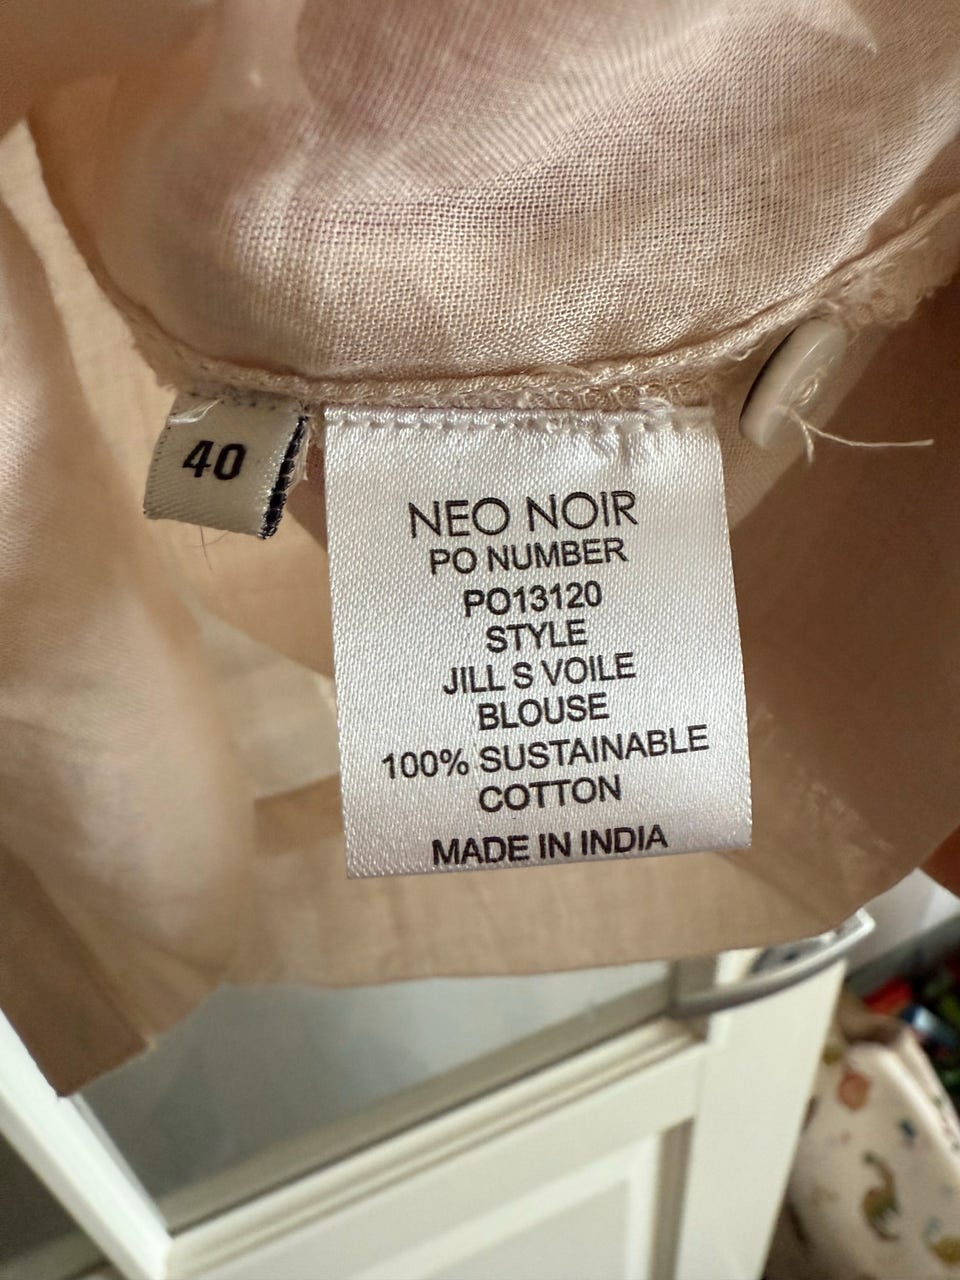 40
NEO NOIR
PO NUMBER
PO13120
STYLE
JILL S VOILE
BLOUSE
100% SUSTAINABLE
COTTON
MADE IN INDIA